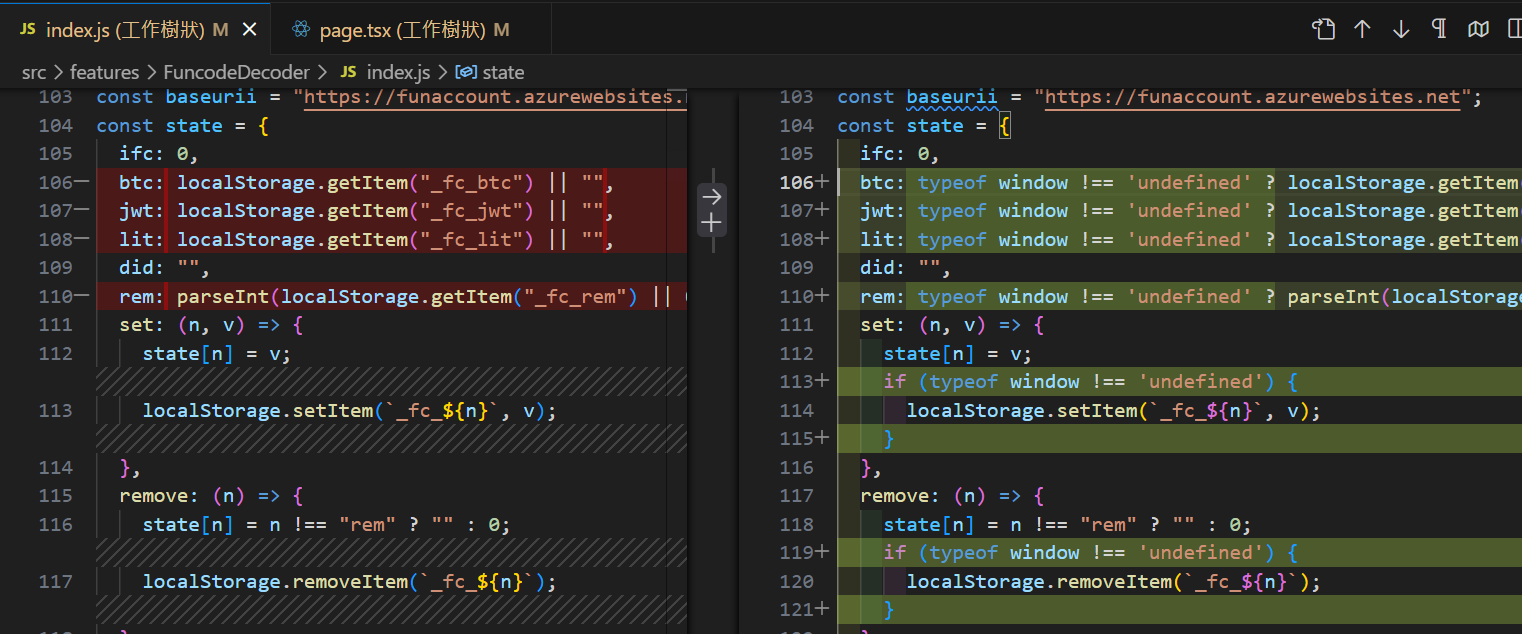 JS index.js (工作樹狀) M × page.tsx (工作樹狀) M
src > features > FuncodeDecoder > JS index.js > state
103 const baseurii = "https://funaccount.azurewebsites.
104 const state = {
105 ifc: 0,
106— btc: localStorage.getItem("_fc_btc") || "",
107— jwt: localStorage.getItem("_fc_jwt") || "",
108— lit: localStorage.getItem("_fc_lit") || "",
109 did: "",
110— rem: parseInt(localStorage.getItem("_fc_rem") ||
111 set: (n, v) => {
112 state[n] = v;
113 localStorage.setItem(`_fc_${n}`, v);
114 },
115 remove: (n) => {
116 state[n] = n !== "rem" ? "" : 0;
117 localStorage.removeItem(`_fc_${n}`);
103 const baseurii = "https://funaccount.azurewebsites.net";
104 const state = {
105 ifc: 0,
106+ btc: typeof window !== 'undefined' ? localStorage.getItem(
107+ jwt: typeof window !== 'undefined' ? localStorage.getItem(
108+ lit: typeof window !== 'undefined' ? localStorage.getItem(
109 did: "",
110+ rem: typeof window !== 'undefined' ? parseInt(localStorage
111 set: (n, v) => {
112 state[n] = v;
113+ if (typeof window !== 'undefined') {
114 localStorage.setItem(`_fc_${n}`, v);
115+ }
116 },
117 remove: (n) => {
118 state[n] = n !== "rem" ? "" : 0;
119+ if (typeof window !== 'undefined') {
120 localStorage.removeItem(`_fc_${n}`);
121+ }